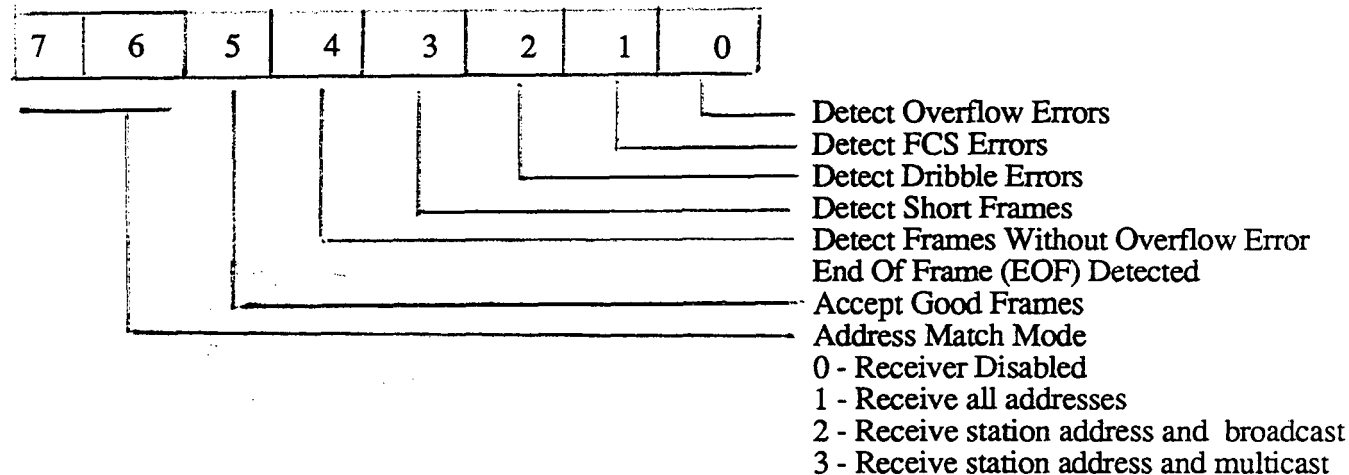 7 6 5 4 3 2 1 0
Detect Overflow Errors
Detect FCS Errors
Detect Dribble Errors
Detect Short Frames
Detect Frames Without Overflow Error
End Of Frame (EOF) Detected
Accept Good Frames
Address Match Mode
0 - Receiver Disabled
1 - Receive all addresses
2 - Receive station address and broadcast
3 - Receive station address and multicast